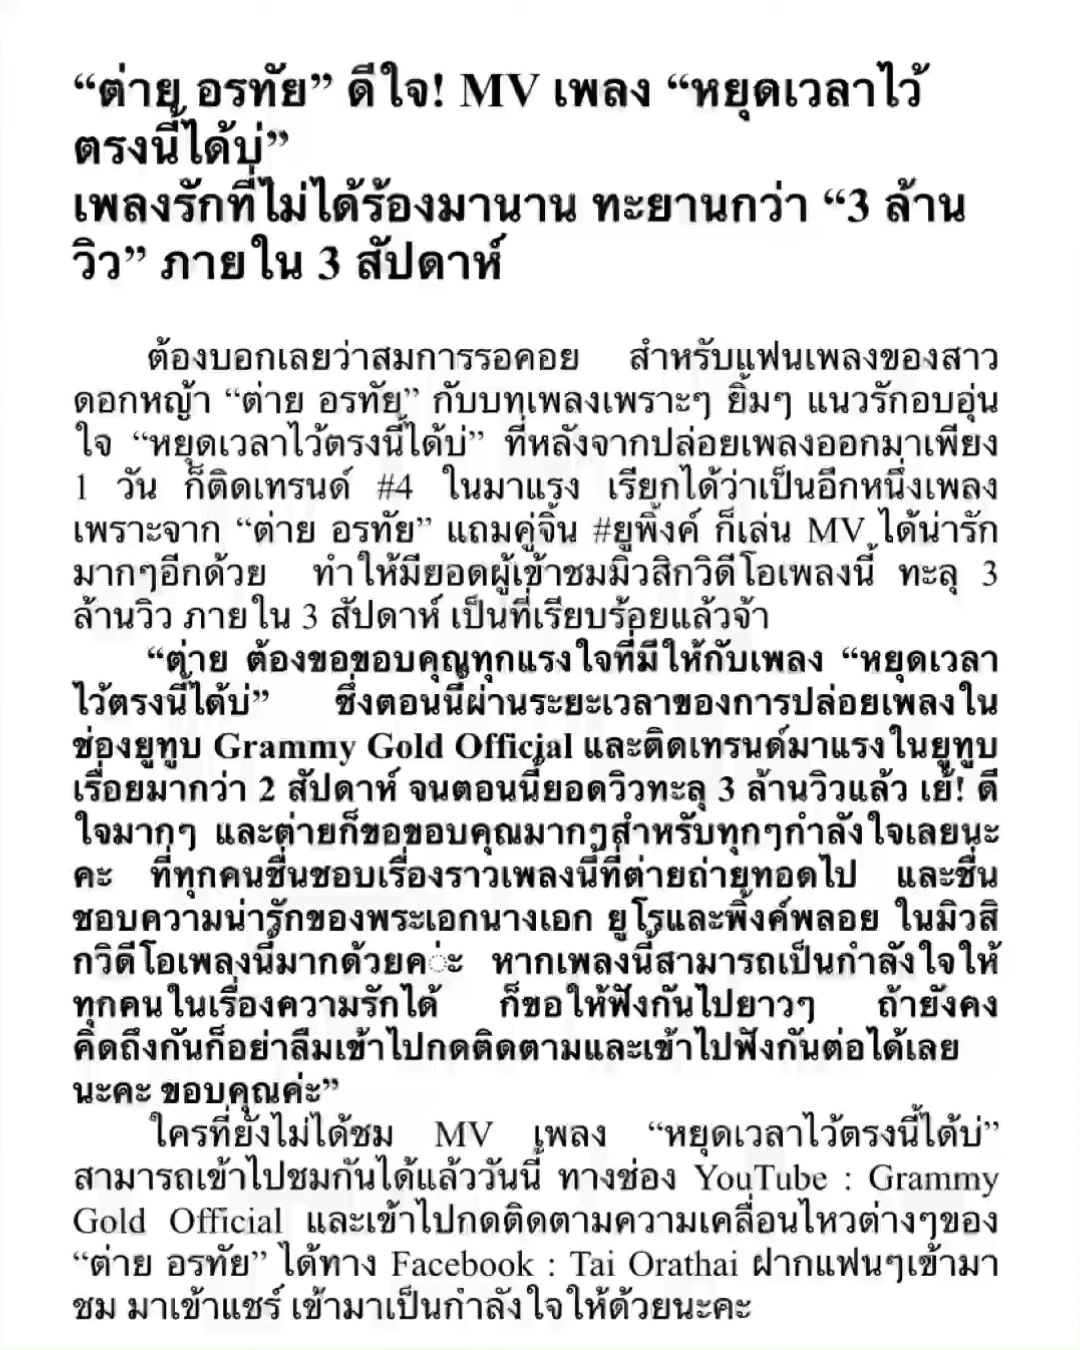 “ต่าย อรทัย” ดีใจ! MV เพลง “หยุดเวลาไว้
ตรงนี้ได้บ่”
เพลงรักที่ไม่ได้ร้องมานาน ทะยานกว่า “3 ล้าน
วิว” ภายใน 3 สัปดาห์
ต้องบอกเลยว่าสมการรอคอย สำหรับแฟนเพลงของสาว
ดอกหญ้า “ต่าย อรทัย” กับบทเพลงเพราะๆ ยิ้มๆ แนวรักอบอุ่น
ใจ “หยุดเวลาไว้ตรงนี้ได้บ่” ที่หลังจากปล่อยเพลงออกมาเพียง
1 วัน ก็ติดเทรนด์ #4 ในมาแรง เรียกได้ว่าเป็นอีกหนึ่งเพลง
เพราะจาก “ต่าย อรทัย” แถมคู่จิ้น #ยูพิ้งค์ ก็เล่น MV ได้น่ารัก
มากๆอีกด้วย ทำให้มียอดผู้เข้าชมมิวสิกวิดีโอเพลงนี้ ทะลุ 3
ล้านวิว ภายใน 3 สัปดาห์ เป็นที่เรียบร้อยแล้วจ้า
“ต่าย ต้องขอขอบคุณทุกแรงใจที่มีให้กับเพลง “หยุดเวลา
ไว้ตรงนี้ได้บ่” ซึ่งตอนนี้ผ่านระยะเวลาของการปล่อยเพลงใน
ช่องยูทูบ Grammy Gold Official และติดเทรนด์มาแรงในยูทูบ
เรื่อยมากว่า 2 สัปดาห์ จนตอนนี้ยอดวิวทะลุ 3 ล้านวิวแล้ว เย้! ดี
ใจมากๆ และต่ายก็ขอขอบคุณมากๆสำหรับทุกๆกำลังใจเลยนะ
คะ ที่ทุกคนชื่นชอบเรื่องราวเพลงนี้ที่ต่ายถ่ายทอดไป และชื่น
ชอบความน่ารักของพระเอกนางเอก ยูโรและพิ้งค์พลอย ในมิวสิ
กวิดีโอเพลงนี้มากด้วยค่ะ หากเพลงนี้สามารถเป็นกำลังใจให้
ทุกคนในเรื่องความรักได้ ก็ขอให้ฟังกันไปยาวๆ ถ้ายังคง
คิดถึงกันก็อย่าลืมเข้าไปกดติดตามและเข้าไปฟังกันต่อได้เลย
นะคะ ขอบคุณค่ะ”
ใครที่ยังไม่ได้ชม MV เพลง “หยุดเวลาไว้ตรงนี้ได้บ่”
สามารถเข้าไปชมกันได้แล้ววันนี้ ทางช่อง YouTube : Grammy
Gold Official และเข้าไปกดติดตามความเคลื่อนไหวต่างๆของ
“ต่าย อรทัย” ได้ทาง Facebook : Tai Orathai ฝากแฟนๆเข้ามา
ชม มาเข้าแชร์ เข้ามาเป็นกำลังใจให้ด้วยนะคะ